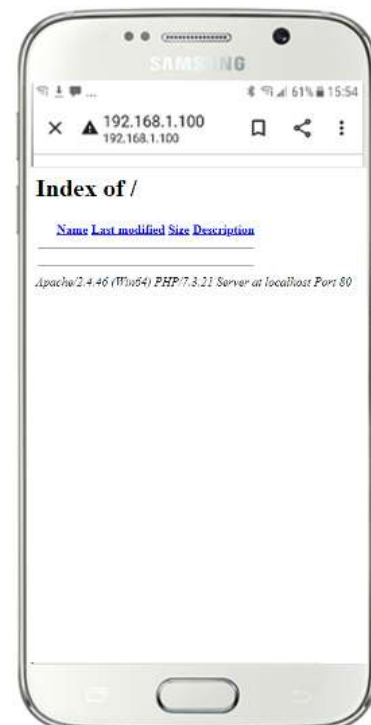 SAMSUNG
... 61% 15:54
192.168.1.100
192.168.1.100
Index of /
Name Last modified Size Description
Apache/2.4.46 (Win64) PHP/7.3.21 Server at localhost Port 80